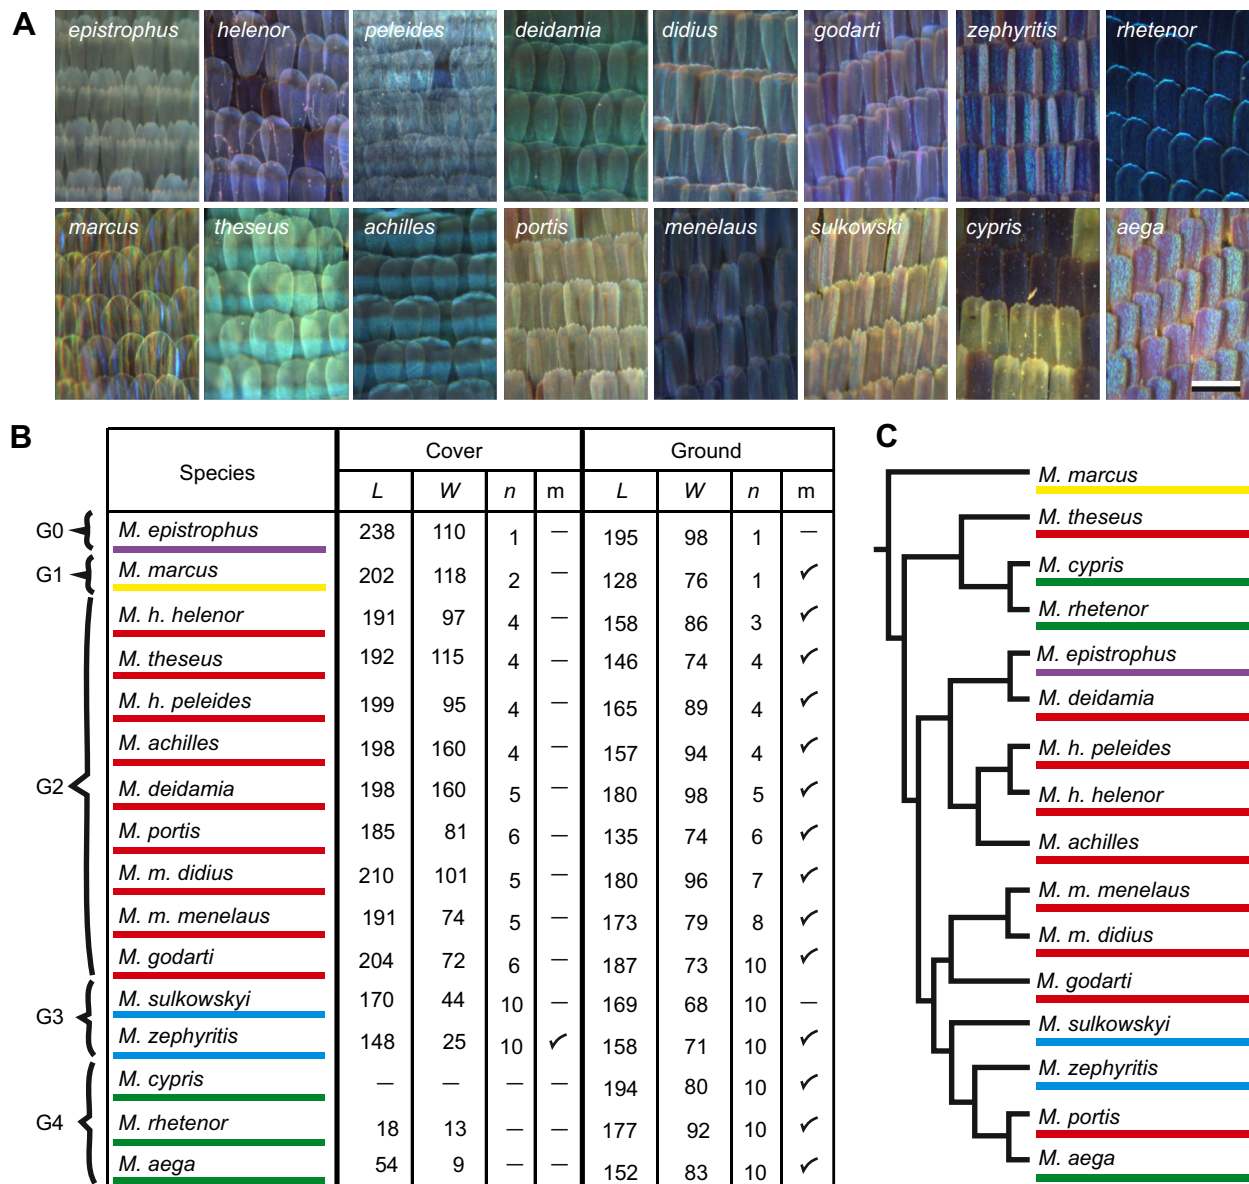 A
epistrophus helenor peleides deidamia didius godarti zephyritis rhetenor
marcus theseus achilles portis menelaus sulkowski cypris aega
B
Species Cover Ground
L W n m L W n m
G0 M. epistrophus 238 110 1 — 195 98 1 —
G1 M. marcus 202 118 2 — 128 76 1 ✓
M. h. helenor 191 97 4 — 158 86 3 ✓
M. theseus 192 115 4 — 146 74 4 ✓
M. h. peleides 199 95 4 — 165 89 4 ✓
M. achilles 198 160 4 — 157 94 4 ✓
G2 M. deidamia 198 160 5 — 180 98 5 ✓
M. portis 185 81 6 — 135 74 6 ✓
M. m. didius 210 101 5 — 180 96 7 ✓
M. m. menelaus 191 74 5 — 173 79 8 ✓
M. godarti 204 72 6 — 187 73 10 ✓
G3 M. sulkowskyi 170 44 10 — 169 68 10 —
M. zephyritis 148 25 10 ✓ 158 71 10 ✓
M. cypris — — — — 194 80 10 ✓
G4 M. rhetenor 18 13 — — 177 92 10 ✓
M. aega 54 9 — — 152 83 10 ✓
C
M. marcus
M. theseus
M. cypris
M. rhetenor
M. epistrophus
M. deidamia
M. h. peleides
M. h. helenor
M. achilles
M. m. menelaus
M. m. didius
M. godarti
M. sulkowskyi
M. zephyritis
M. portis
M. aega